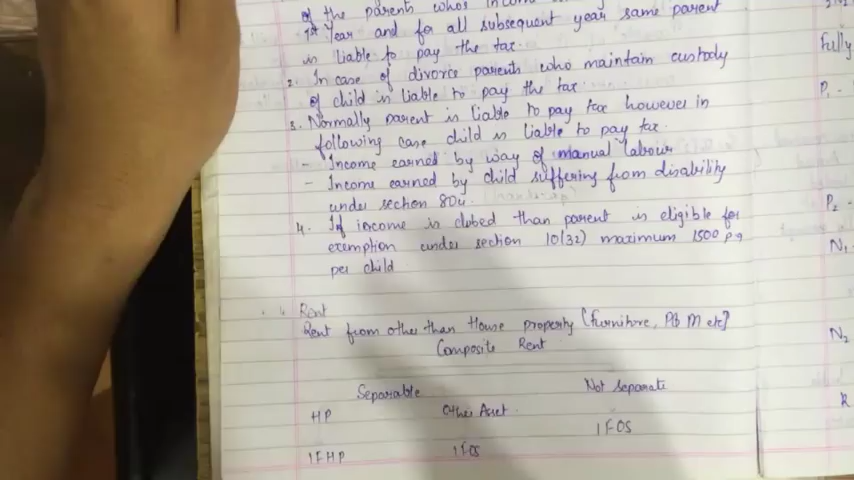 of the parents whos income
1st Year and for all subsequent year same parent
is liable to pay the tax.
2. In case of divorce parents who maintain custody
of child is liable to pay the tax
3. Normally parent is liable to pay tax however in
following case child is liable to pay tax.
- Income earned by way of manual labour
- Income earned by child suffering from disability
under section 80u.
4. If income is clubed than parent is eligible for
exemption under section 10(32) maximum 1500 p.a
per child
Rent
Rent from other than House property [furniture, P& M etc]
Composite Rent
Separable Not Separate
HP Other Asset IFOS
IFHP IFOS
fully
P1 -
P2 -
N1 -
N2